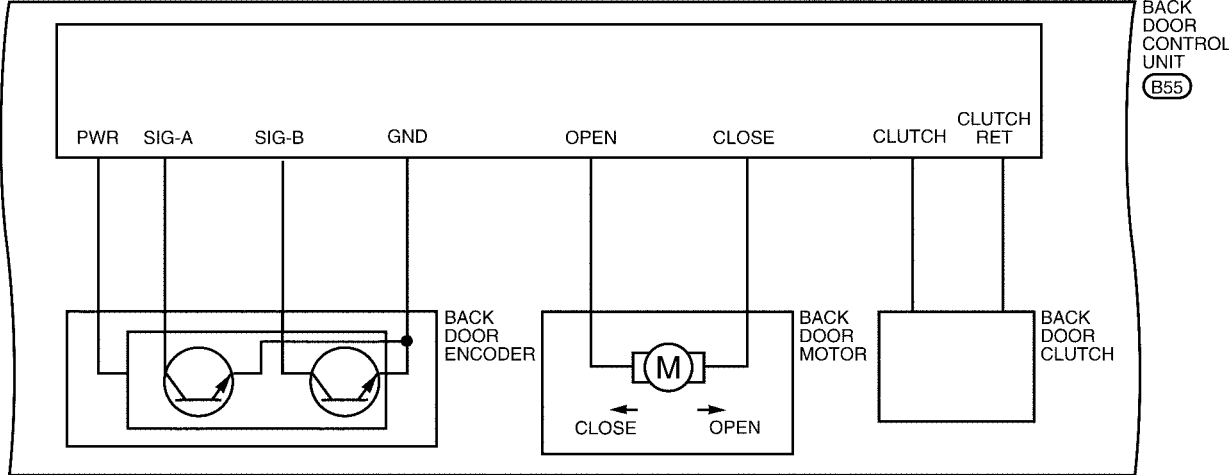 BACK
DOOR
CONTROL
UNIT
B55
PWR SIG-A SIG-B GND OPEN CLOSE CLUTCH CLUTCH
RET
BACK
DOOR
ENCODER
BACK
DOOR
MOTOR
M
CLOSE OPEN
BACK
DOOR
CLUTCH